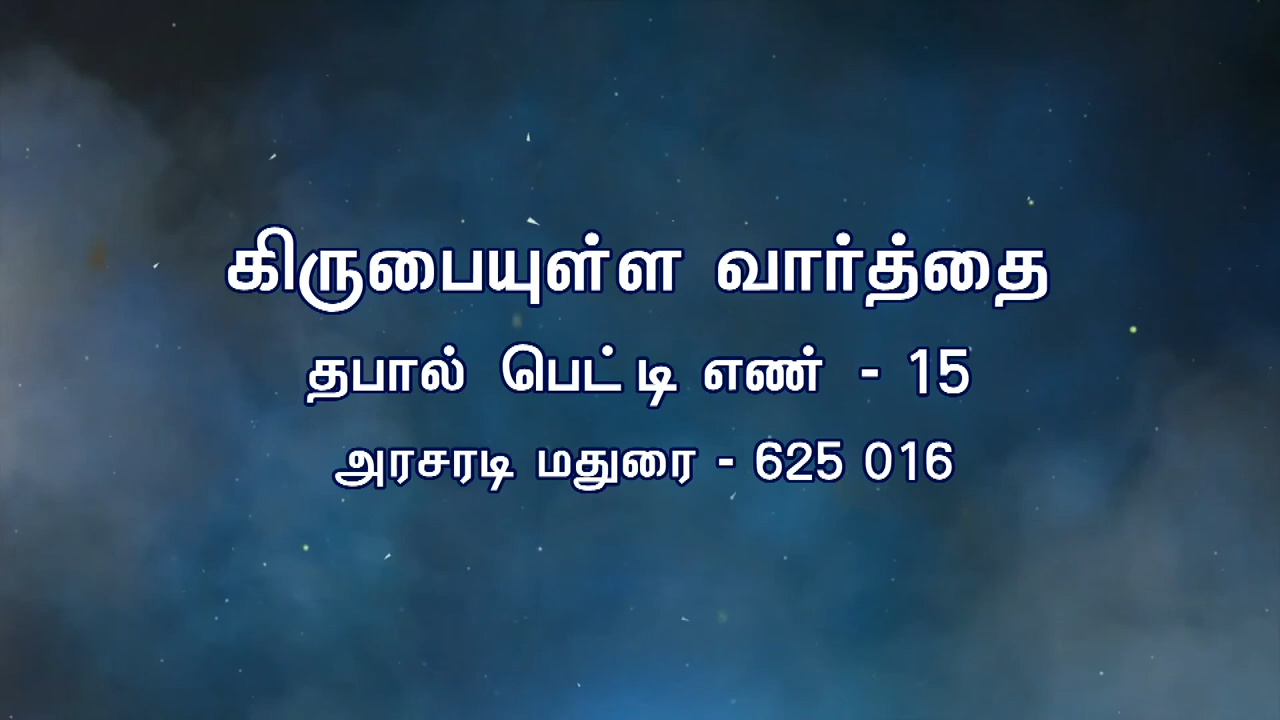 கிருபையுள்ள வார்த்தை
தபால் பெட்டி எண் - 15
அரசரடி மதுரை - 625 016